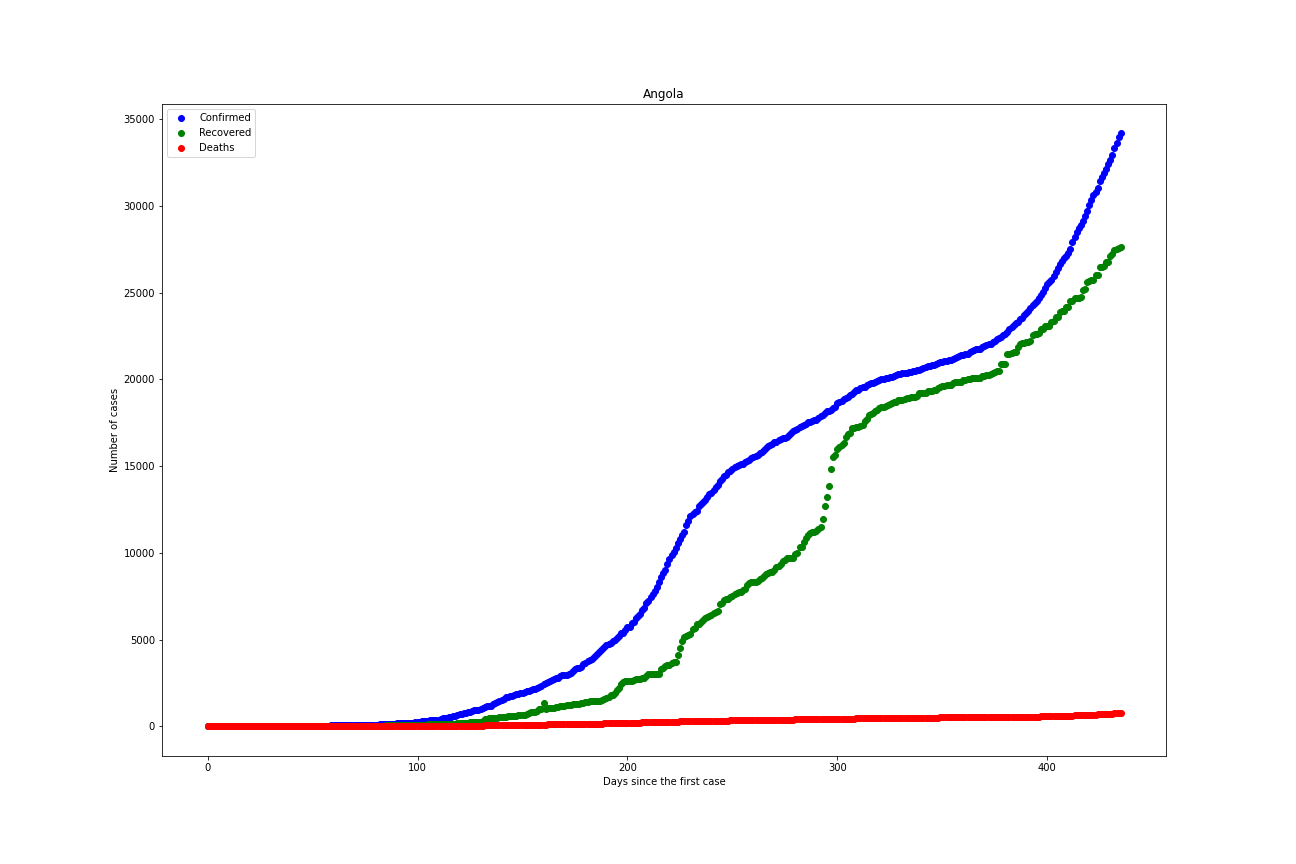 Angola
Confirmed
Recovered
Deaths
35000
30000
25000
20000
15000
10000
5000
0
Number of cases
0 100 200 300 400
Days since the first case